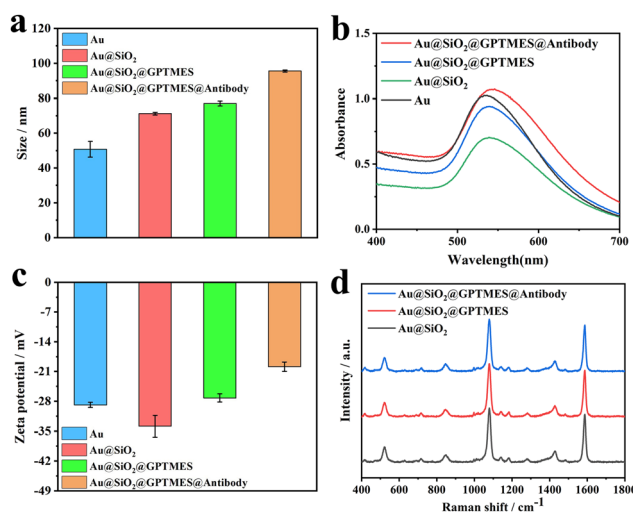 a
Au
Au@SiO₂
Au@SiO₂@GPTMES
Au@SiO₂@GPTMES@Antibody
120
100
80
60
40
20
0
Size / nm
b
Au@SiO₂@GPTMES@Antibody
Au@SiO₂@GPTMES
Au@SiO₂
Au
1.5
1.0
0.5
0.0
Absorbance
400 500 600 700
Wavelength(nm)
c
0
-7
-14
-21
-28
-35
-42
-49
Zeta potential / mV
Au
Au@SiO₂
Au@SiO₂@GPTMES
Au@SiO₂@GPTMES@Antibody
d
Au@SiO₂@GPTMES@Antibody
Au@SiO₂@GPTMES
Au@SiO₂
Intensity / a.u.
400 600 800 1000 1200 1400 1600 1800
Raman shift / cm⁻¹